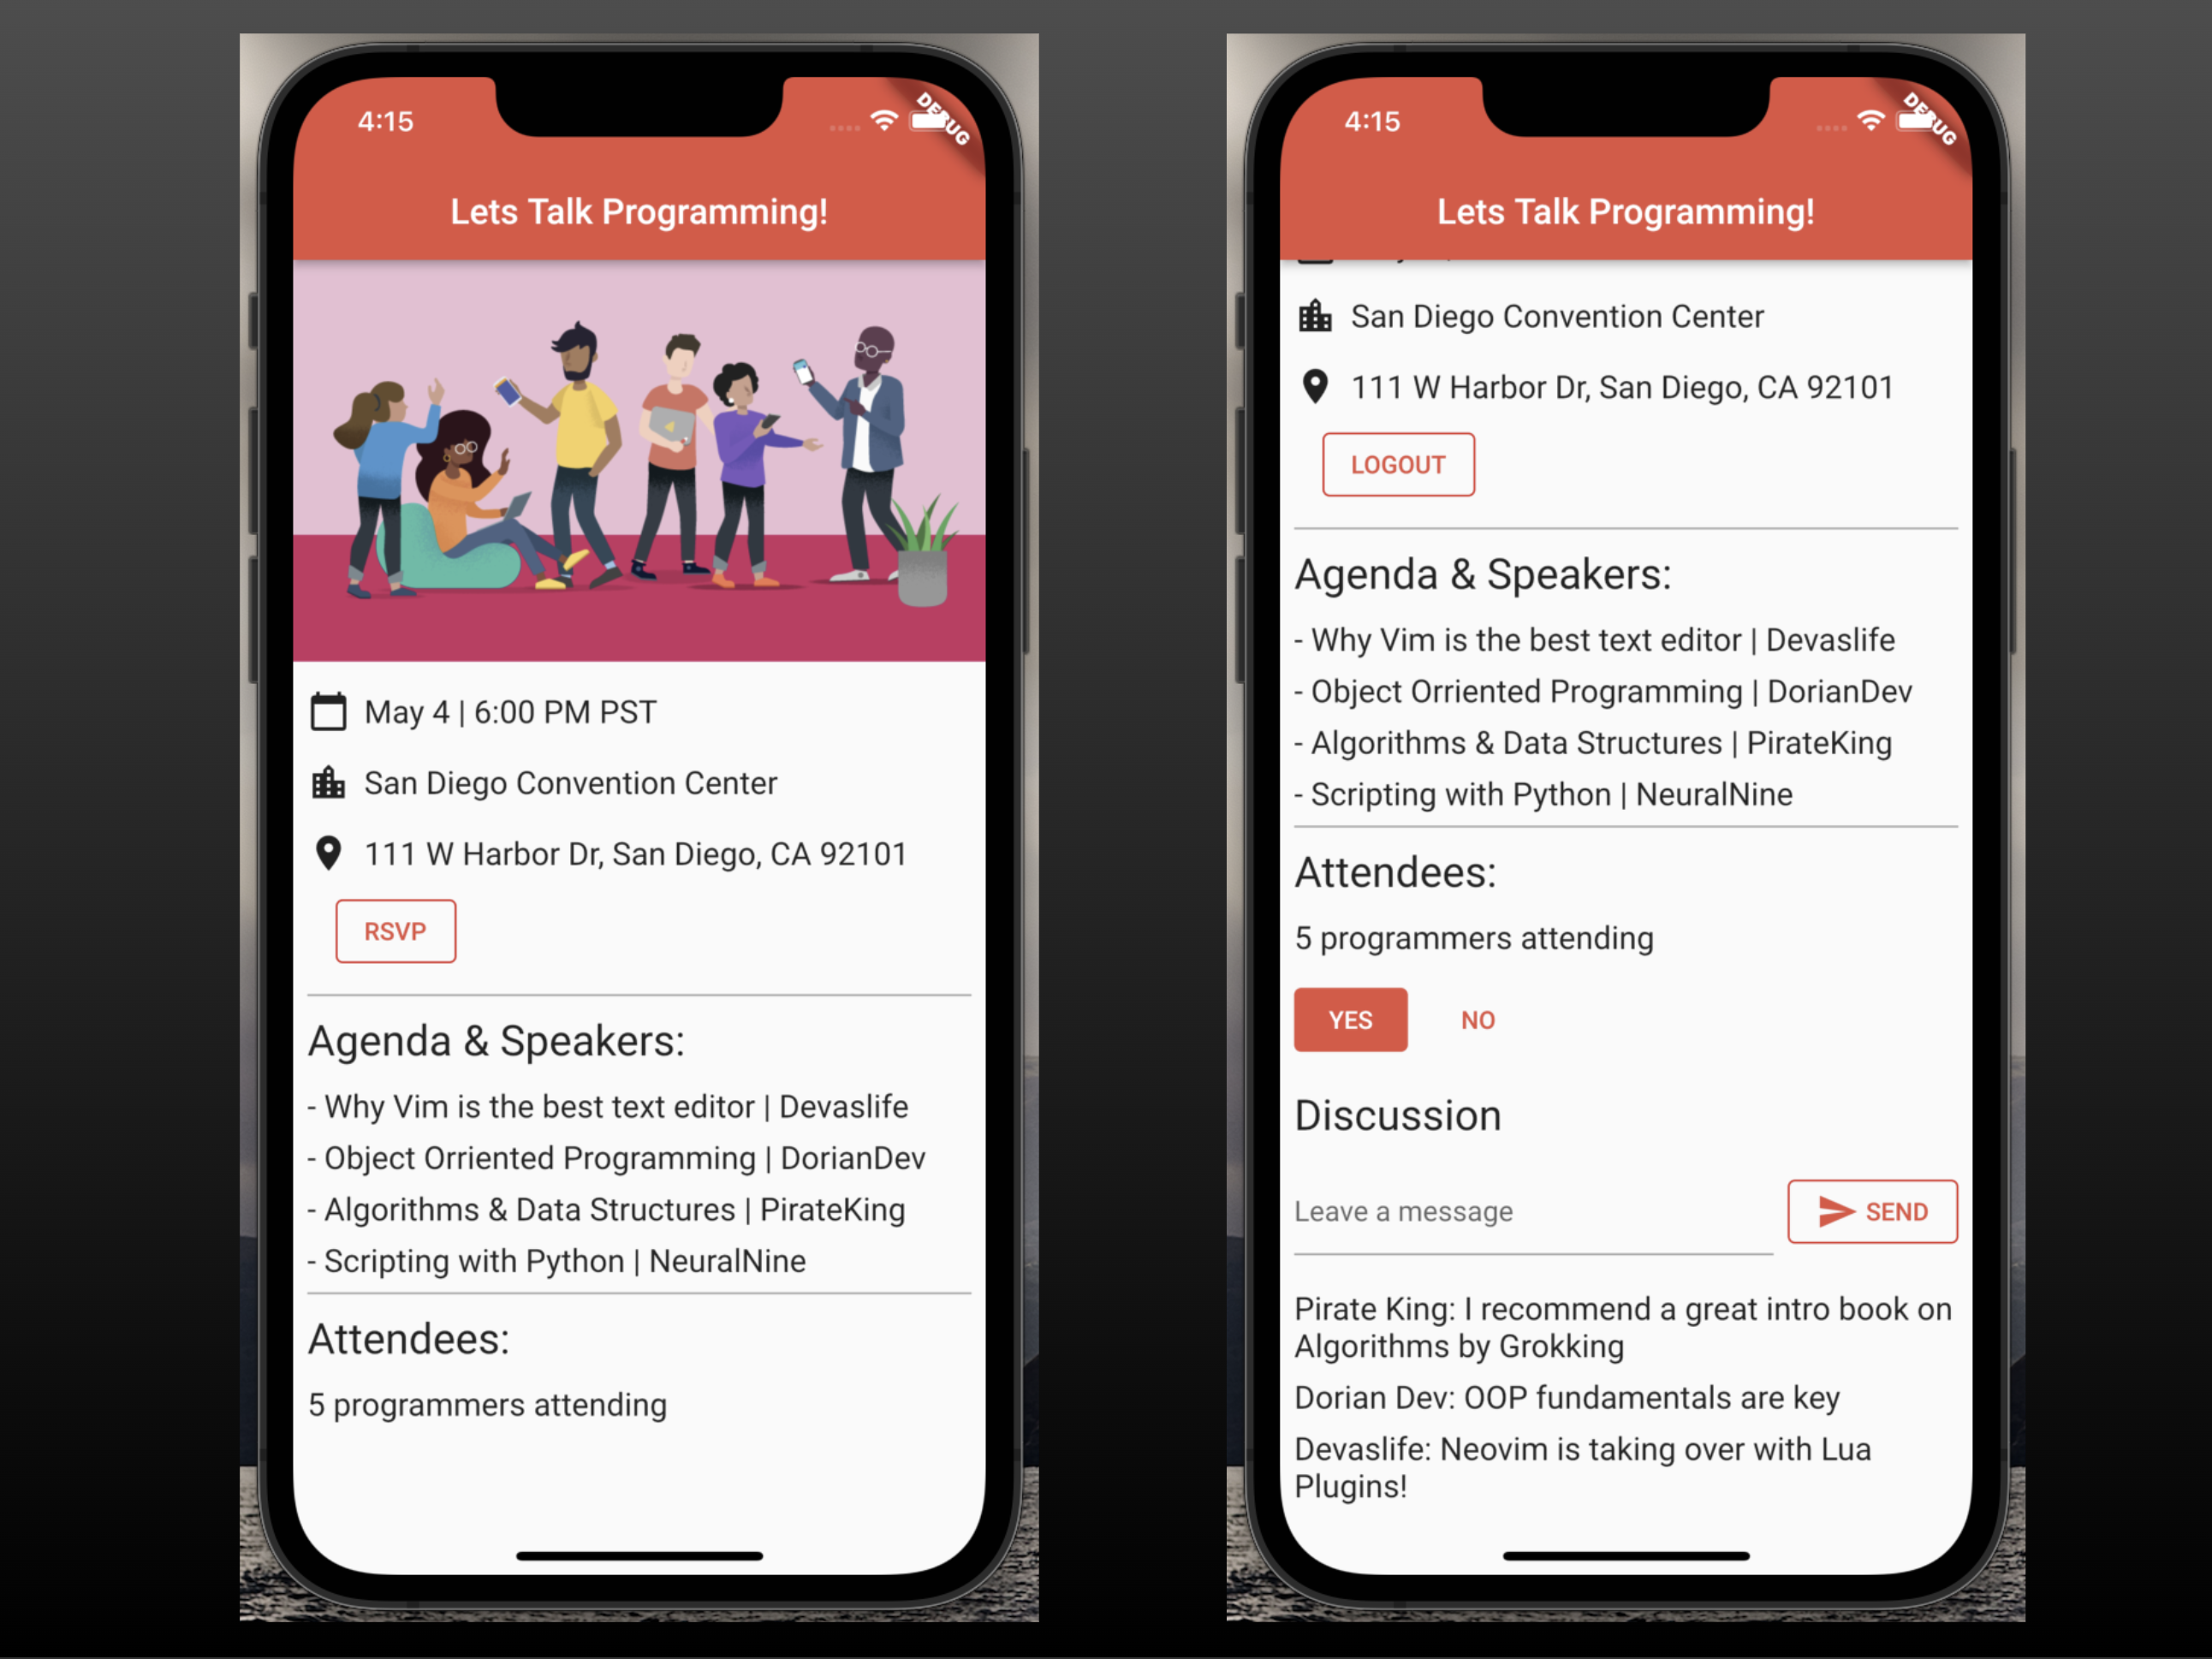 4:15
DEBUG
Lets Talk Programming!
May 4 | 6:00 PM PST
San Diego Convention Center
111 W Harbor Dr, San Diego, CA 92101
RSVP
Agenda & Speakers:
- Why Vim is the best text editor | Devaslife
- Object Orriented Programming | DorianDev
- Algorithms & Data Structures | PirateKing
- Scripting with Python | NeuralNine
Attendees:
5 programmers attending
4:15
DEBUG
Lets Talk Programming!
San Diego Convention Center
111 W Harbor Dr, San Diego, CA 92101
LOGOUT
Agenda & Speakers:
- Why Vim is the best text editor | Devaslife
- Object Orriented Programming | DorianDev
- Algorithms & Data Structures | PirateKing
- Scripting with Python | NeuralNine
Attendees:
5 programmers attending
YES NO
Discussion
Leave a message SEND
Pirate King: I recommend a great intro book on
Algorithms by Grokking
Dorian Dev: OOP fundamentals are key
Devaslife: Neovim is taking over with Lua
Plugins!